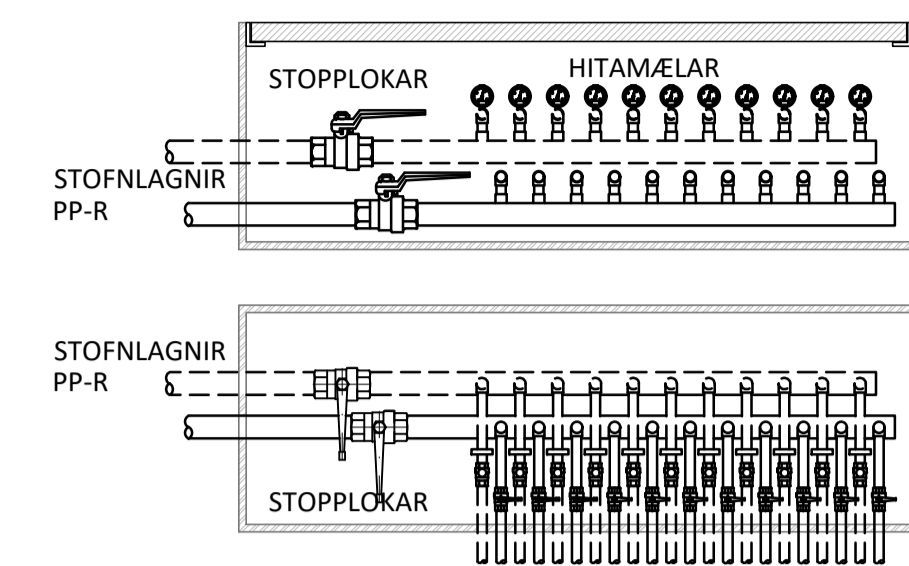 STOPPLOKAR
HITAMÆLAR
STOFNLAGNIR
PP-R
STOFNLAGNIR
PP-R
STOPPLOKAR